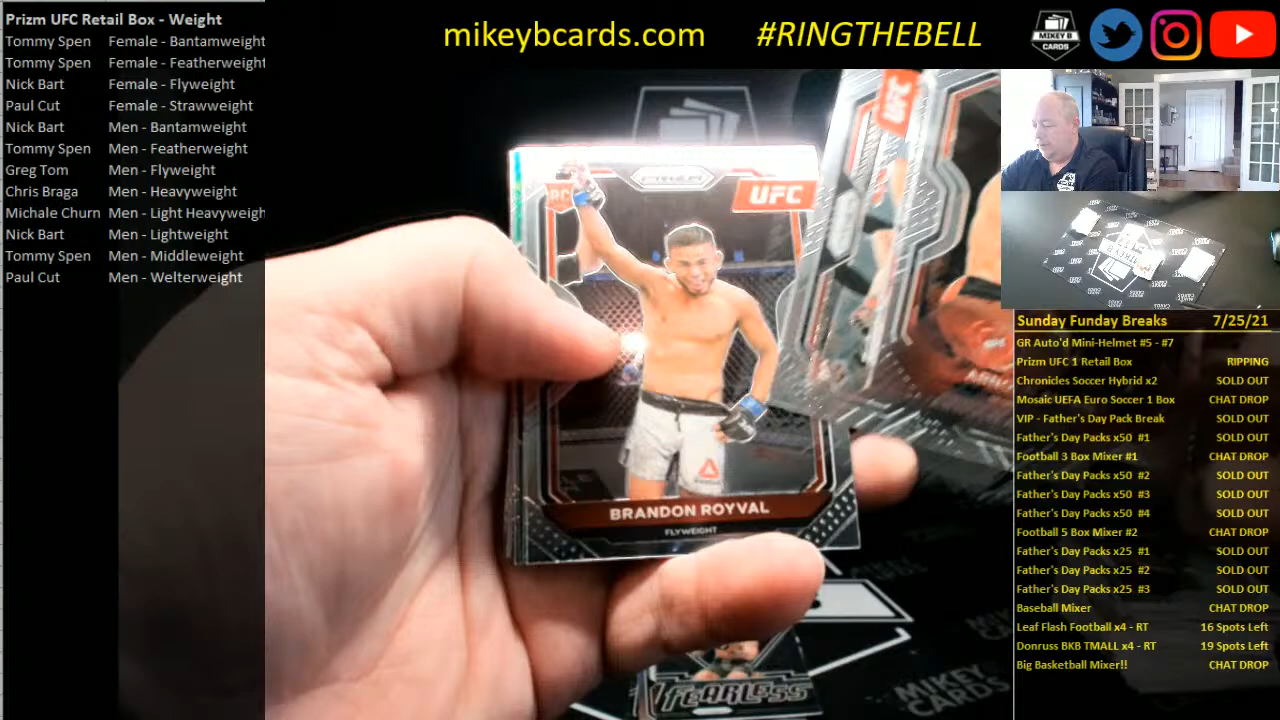 Prizm UFC Retail Box - Weight
Tommy Spen Female - Bantamweight
Tommy Spen Female - Featherweight
Nick Bart Female - Flyweight
Paul Cut Female - Strawweight
Nick Bart Men - Bantamweight
Tommy Spen Men - Featherweight
Greg Tom Men - Flyweight
Chris Braga Men - Heavyweight
Michale Churn Men - Light Heavyweigh
Nick Bart Men - Lightweight
Tommy Spen Men - Middleweight
Paul Cut Men - Welterweight
mikeybcards.com #RINGTHEBELL
MIKEY B
CARDS
RC
PRIZM
UFC
BRANDON ROYVAL
FLYWEIGHT
FEARLESS
MIKEY
CARDS
Sunday Funday Breaks 7/25/21
GR Auto'd Mini-Helmet #5 - #7
Prizm UFC 1 Retail Box RIPPING
Chronicles Soccer Hybrid x2 SOLD OUT
Mosaic UEFA Euro Soccer 1 Box CHAT DROP
VIP - Father's Day Pack Break SOLD OUT
Father's Day Packs x50 #1 SOLD OUT
Football 3 Box Mixer #1 CHAT DROP
Father's Day Packs x50 #2 SOLD OUT
Father's Day Packs x50 #3 SOLD OUT
Father's Day Packs x50 #4 SOLD OUT
Football 5 Box Mixer #2 CHAT DROP
Father's Day Packs x25 #1 SOLD OUT
Father's Day Packs x25 #2 SOLD OUT
Father's Day Packs x25 #3 SOLD OUT
Baseball Mixer CHAT DROP
Leaf Flash Football x4 - RT 16 Spots Left
Donruss BKB TMALL x4 - RT 19 Spots Left
Big Basketball Mixer!! CHAT DROP